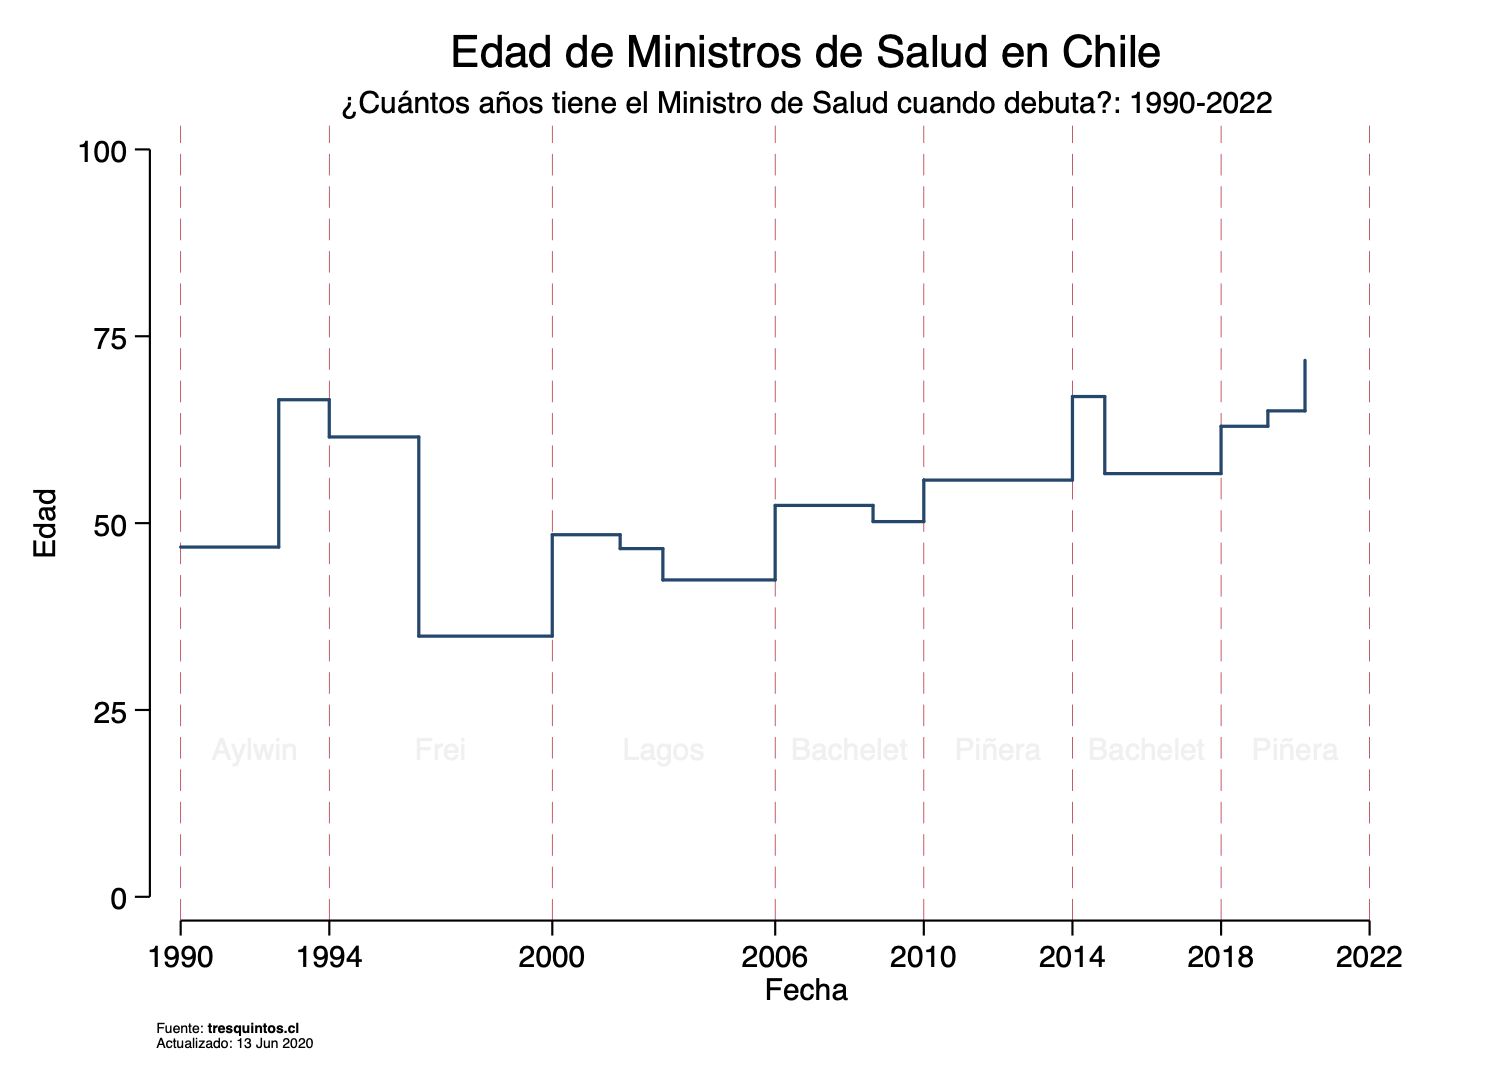 Edad de Ministros de Salud en Chile
¿Cuántos años tiene el Ministro de Salud cuando debuta?: 1990-2022
100
75
50
25
0
Edad
Aylwin Frei Lagos Bachelet Piñera Bachelet Piñera
1990 1994 2000 2006 2010 2014 2018 2022
Fecha
Fuente: tresquintos.cl
Actualizado: 13 Jun 2020